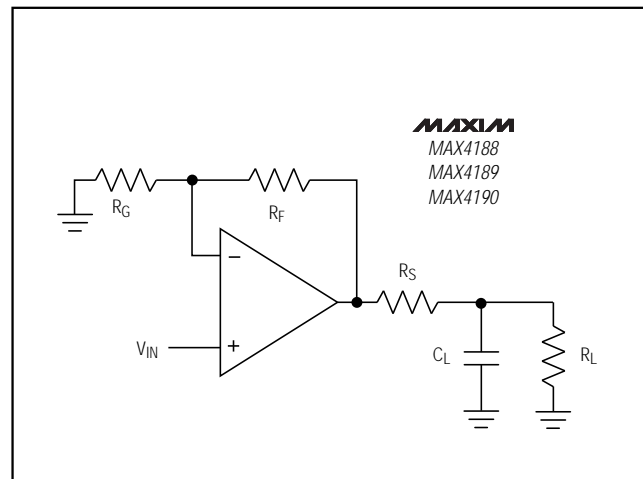 MAXIM
MAX4188
MAX4189
MAX4190
RG
RF
−
+
VIN
RS
CL
RL